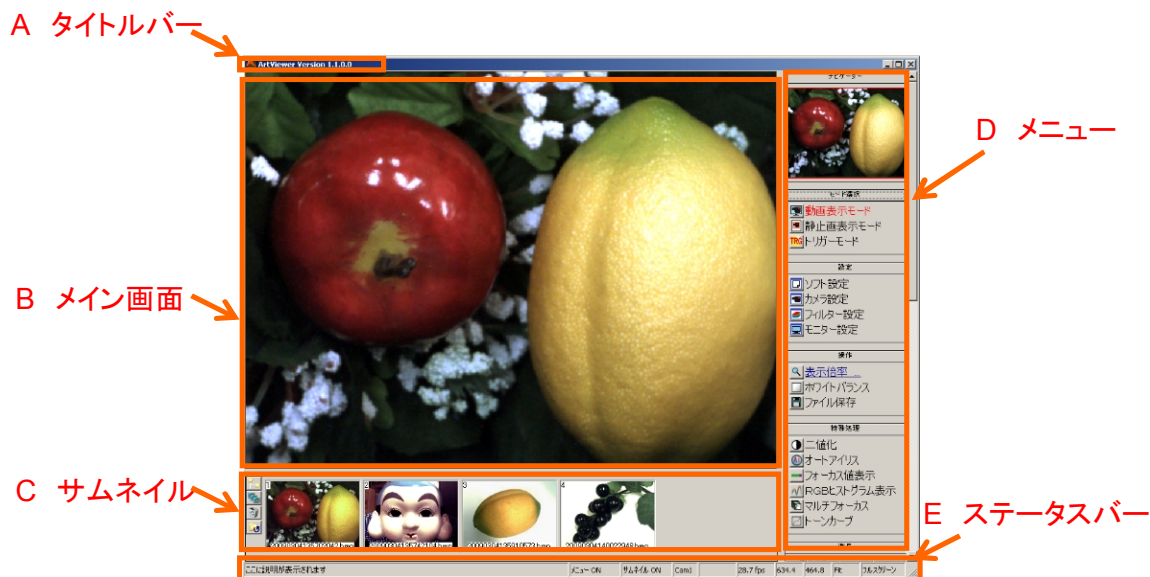 A タイトルバー
ArtViewer Version 1.1.0.0
ナビゲーター
D メニュー
モード選択
動画表示モード
静止画表示モード
TRG トリガーモード
設定
ソフト設定
カメラ設定
フィルター設定
モニター設定
B メイン画面
操作
表示倍率 ...
ホワイトバランス
ファイル保存
特殊処理
二値化
オートアイリス
フォーカス値表示
RGBヒストグラム表示
マルチフォーカス
トーンカーブ
C サムネイル
1
2
3
4
E ステータスバー
ここに説明が表示されます
メニュー ON
サムネイル ON
Cam1
28.7 fps
634.4
464.8
Fit
フルスクリーン